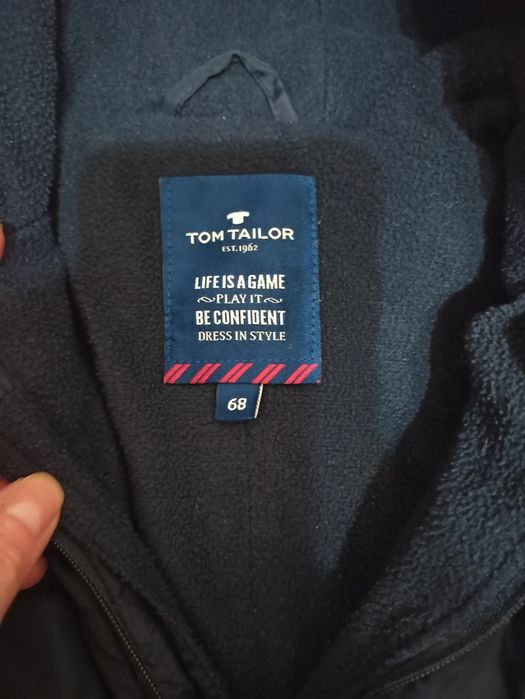 TOM TAILOR
EST. 1962
LIFE IS A GAME
PLAY IT
BE CONFIDENT
DRESS IN STYLE
68